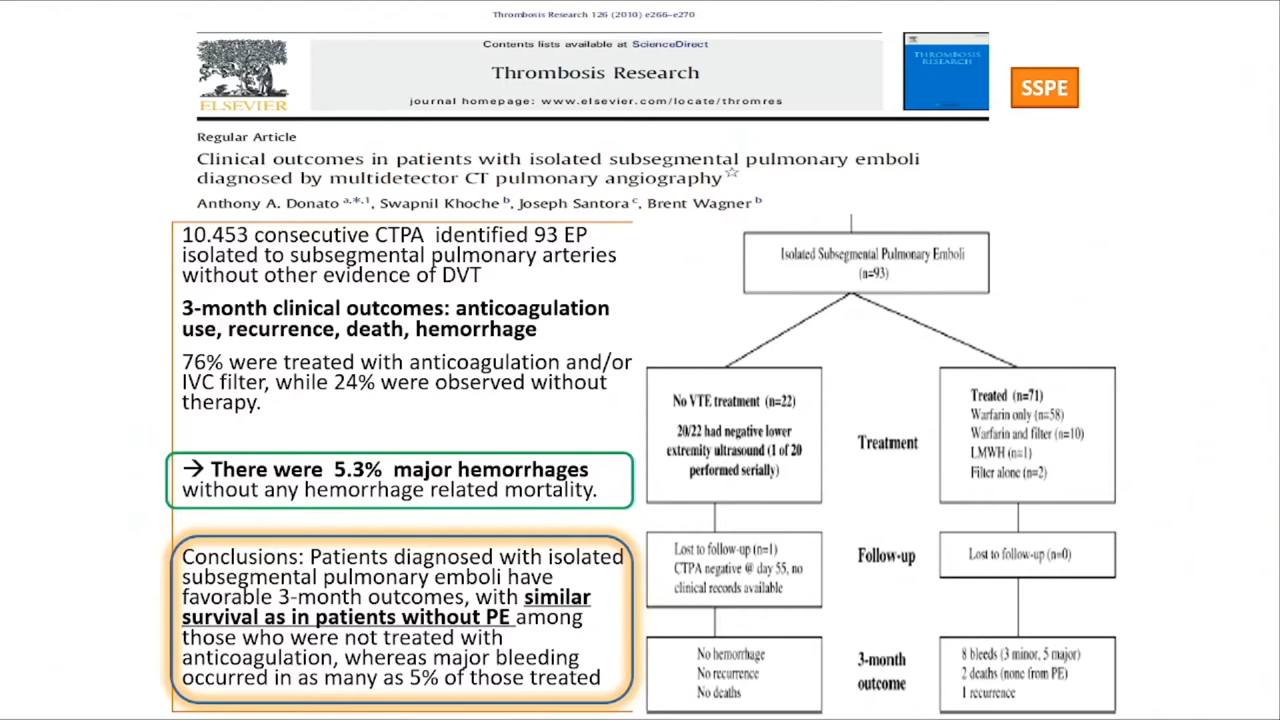 Thrombosis Research 126 (2010) e266–e270
Contents lists available at ScienceDirect
Thrombosis Research
journal homepage: www.elsevier.com/locate/thromres
ELSEVIER
THROMBOSIS
RESEARCH
SSPE
Regular Article
Clinical outcomes in patients with isolated subsegmental pulmonary emboli
diagnosed by multidetector CT pulmonary angiography☆
Anthony A. Donato a,*,1, Swapnil Khoche b, Joseph Santora c, Brent Wagner b
10.453 consecutive CTPA identified 93 EP
isolated to subsegmental pulmonary arteries
without other evidence of DVT
3-month clinical outcomes: anticoagulation
use, recurrence, death, hemorrhage
76% were treated with anticoagulation and/or
IVC filter, while 24% were observed without
therapy.
→ There were 5.3% major hemorrhages
without any hemorrhage related mortality.
Conclusions: Patients diagnosed with isolated
subsegmental pulmonary emboli have
favorable 3-month outcomes, with similar
survival as in patients without PE among
those who were not treated with
anticoagulation, whereas major bleeding
occurred in as many as 5% of those treated
Isolated Subsegmental Pulmonary Emboli
(n=93)
No VTE treatment (n=22)
20/22 had negative lower
extremity ultrasound (1 of 20
performed serially)
Treatment
Treated (n=71)
Warfarin only (n=58)
Warfarin and filter (n=10)
LMWH (n=1)
Filter alone (n=2)
Lost to follow-up (n=1)
CTPA negative @ day 55, no
clinical records available
Follow-up
Lost to follow-up (n=0)
No hemorrhage
No recurrence
No deaths
3-month
outcome
8 bleeds (3 minor, 5 major)
2 deaths (none from PE)
1 recurrence